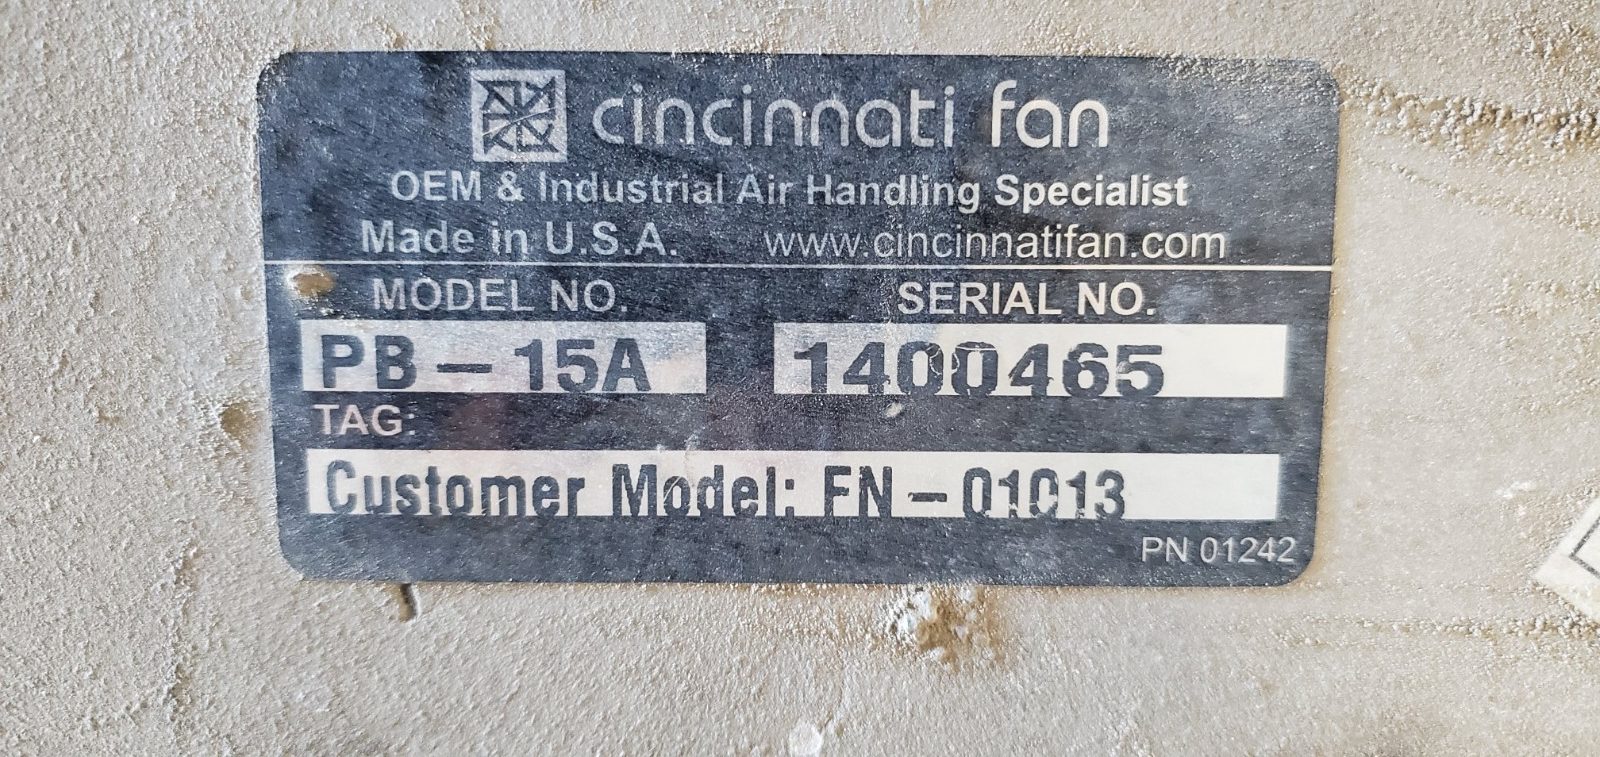 cincinnati fan
OEM & Industrial Air Handling Specialist
Made in U.S.A. www.cincinnatifan.com
MODEL NO. SERIAL NO.
PB-15A 1400465
TAG:
Customer Model: FN-01013
PN 01242